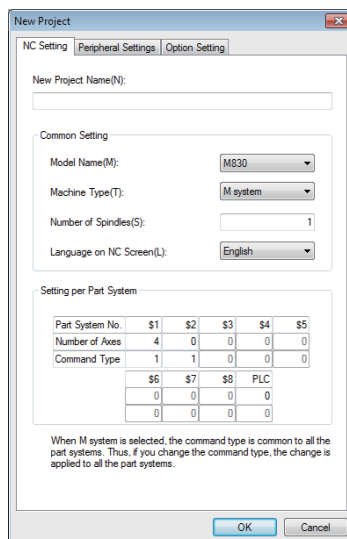 New Project
NC Setting Peripheral Settings Option Setting
New Project Name(N):
Common Setting
Model Name(M): M830
Machine Type(T): M system
Number of Spindles(S): 1
Language on NC Screen(L): English
Setting per Part System
Part System No. $1 $2 $3 $4 $5
Number of Axes 4 0 0 0 0
Command Type 1 1 0 0 0
$6 $7 $8 PLC
0 0 0 0
0 0 0 0
When M system is selected, the command type is common to all the
part systems. Thus, if you change the command type, the change is
applied to all the part systems.
OK Cancel